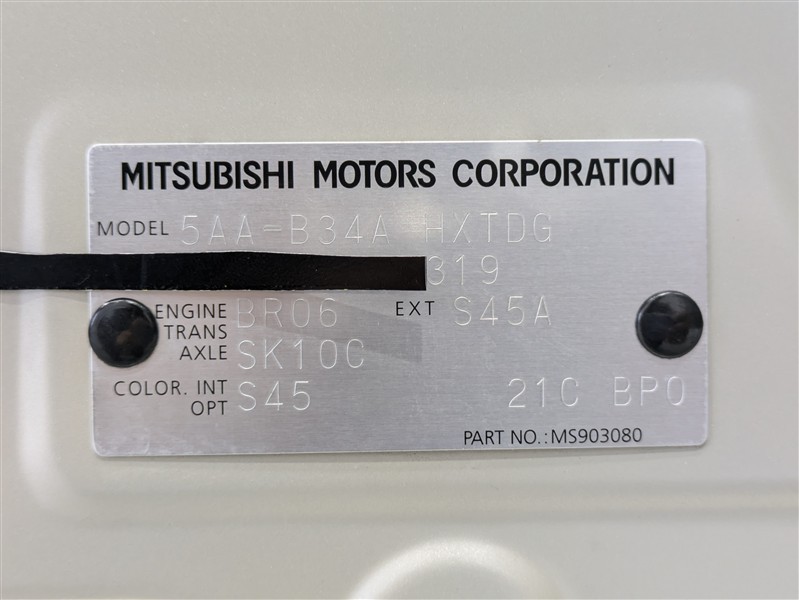 MITSUBISHI MOTORS CORPORATION
MODEL 5AA-B34A-HXTDG
319
ENGINE BR06 EXT S45A
TRANS
AXLE SK10C
COLOR. INT S45 21C BP0
OPT
PART NO.:MS903080